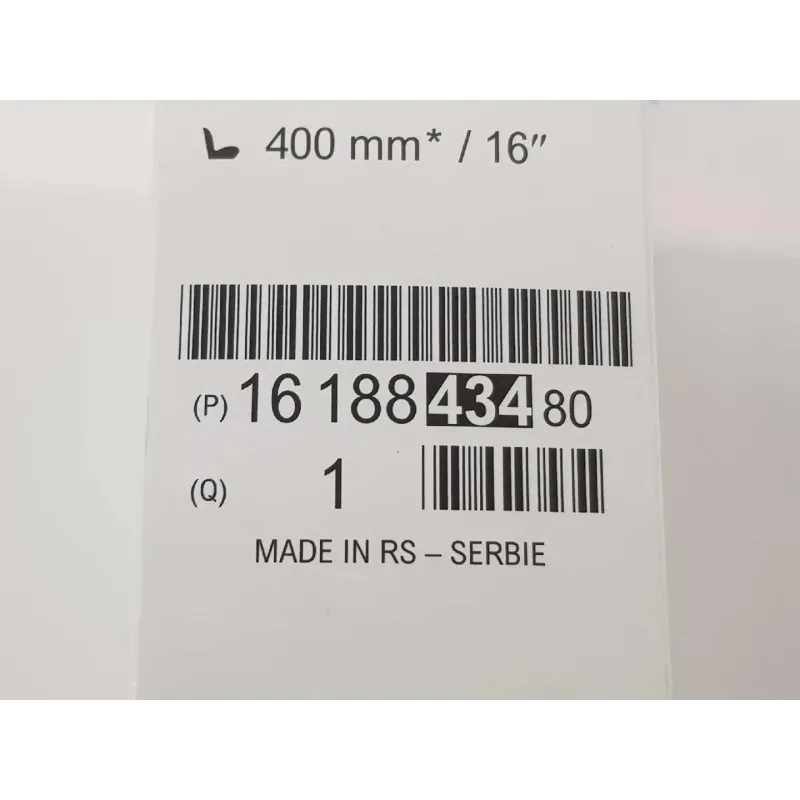 400 mm* / 16″
(P) 16 188 434 80
(Q) 1
MADE IN RS – SERBIE